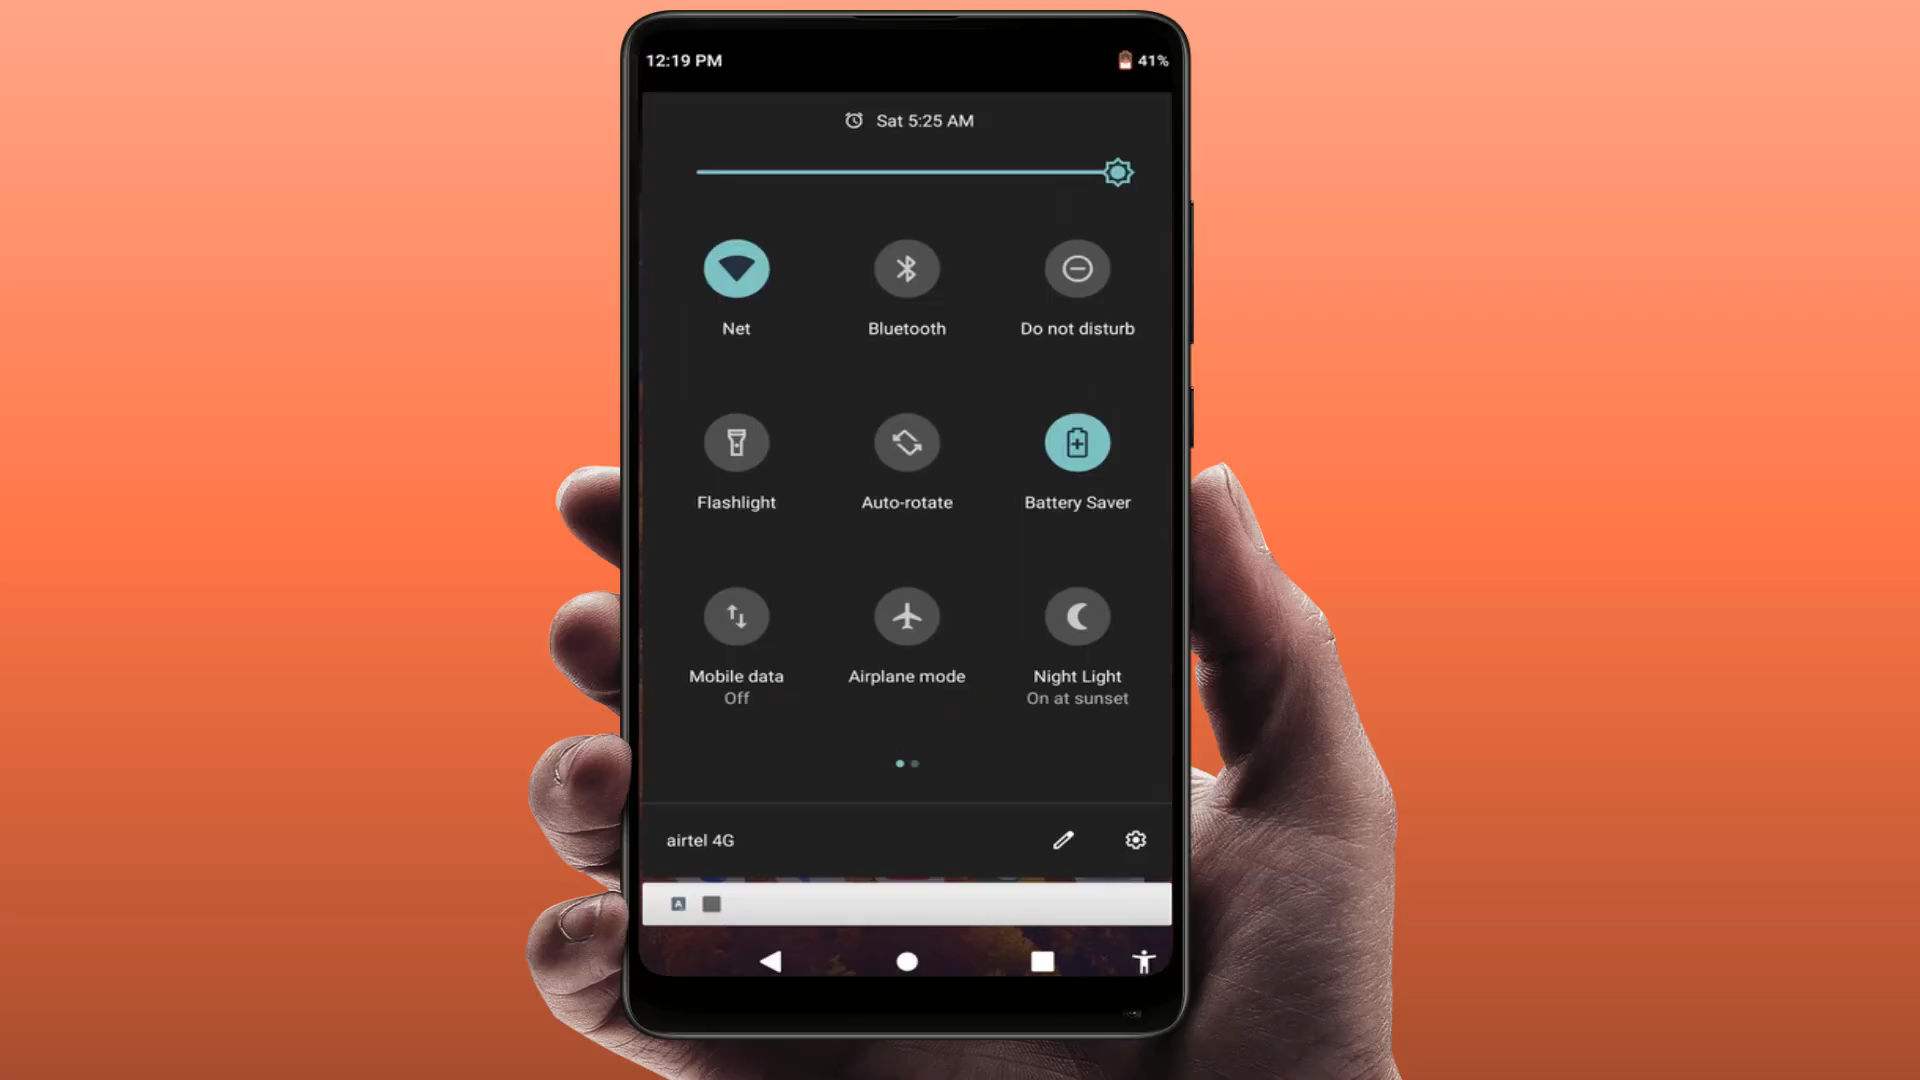 12:19 PM
41%
Sat 5:25 AM
Net
Bluetooth
Do not disturb
Flashlight
Auto-rotate
Battery Saver
Mobile data
Off
Airplane mode
Night Light
On at sunset
airtel 4G
A